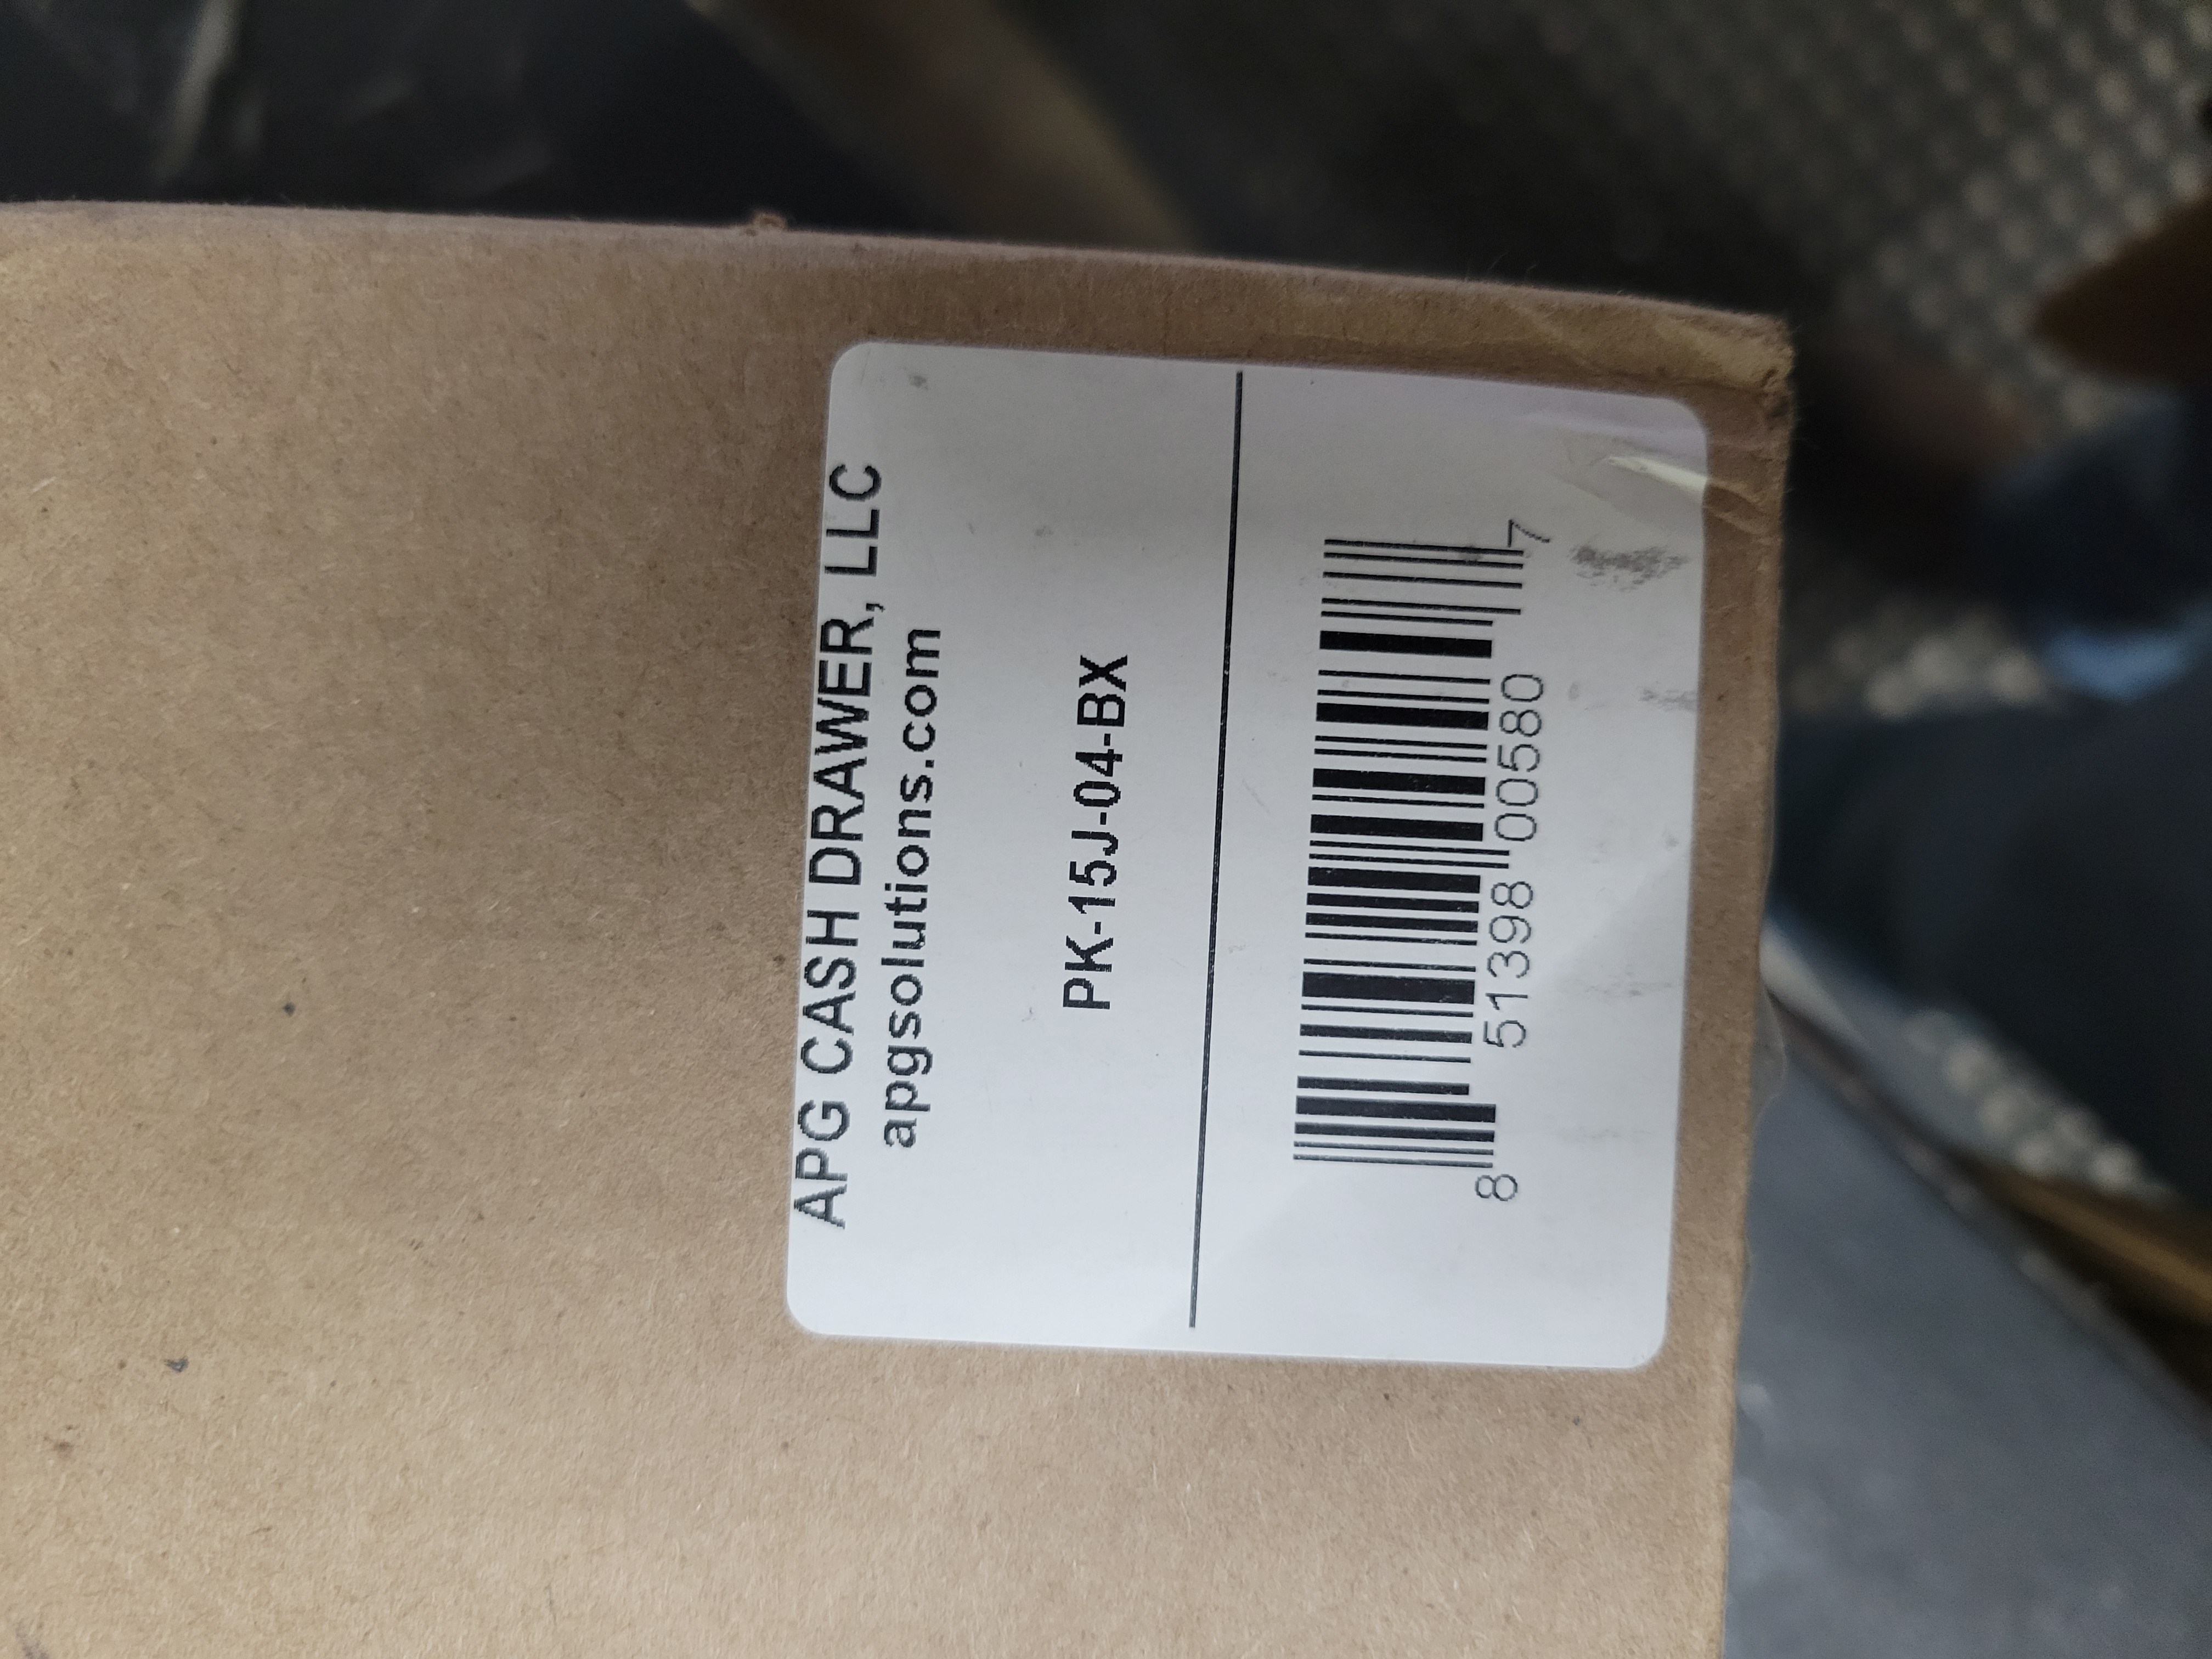 APG CASH DRAWER, LLC
apgsolutions.com
PK-15J-04-BX
8 51398 00580 7